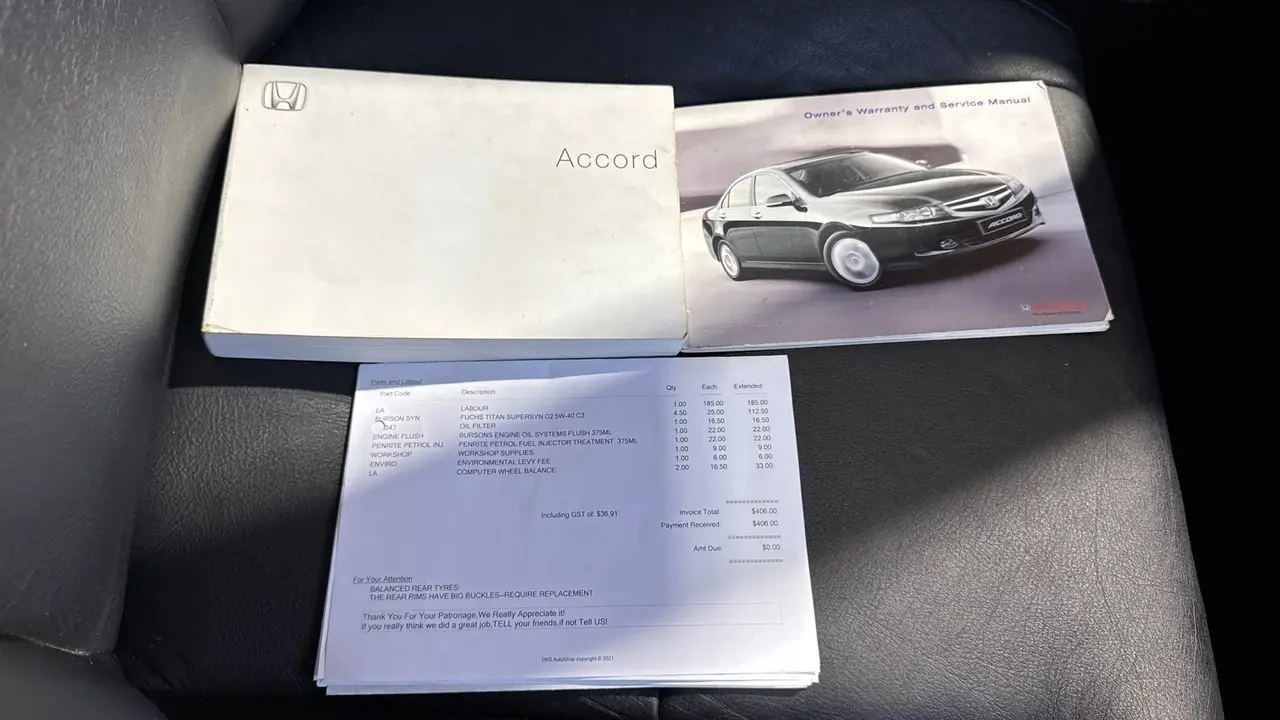 Accord
Owner's Warranty and Service Manual
ACCORD
Parts and Labour
Part Code Description Qty Each Extended
LA LABOUR 1.00 185.00 185.00
BURSON SYN FUCHS TITAN SUPERSYN D2 5W-40 C3 4.50 25.00 112.50
047 OIL FILTER 1.00 16.50 16.50
ENGINE FLUSH BURSONS ENGINE OIL SYSTEMS FLUSH 375ML 1.00 22.00 22.00
PENRITE PETROL INJ PENRITE PETROL FUEL INJECTOR TREATMENT 375ML 1.00 22.00 22.00
WORKSHOP WORKSHOP SUPPLIES 1.00 9.00 9.00
ENVIRO ENVIRONMENTAL LEVY FEE 1.00 6.00 6.00
LA COMPUTER WHEEL BALANCE 2.00 16.50 33.00
Including GST of: $36.91
Invoice Total: $406.00
Payment Received: $406.00
Amt Due: $0.00
For Your Attention
BALANCED REAR TYRES:
THE REAR RIMS HAVE BIG BUCKLES--REQUIRE REPLACEMENT
Thank You For Your Patronage,We Really Appreciate it!
If you really think we did a great job,TELL your friends,if not Tell US!
DKS AutoShop copyright © 2021